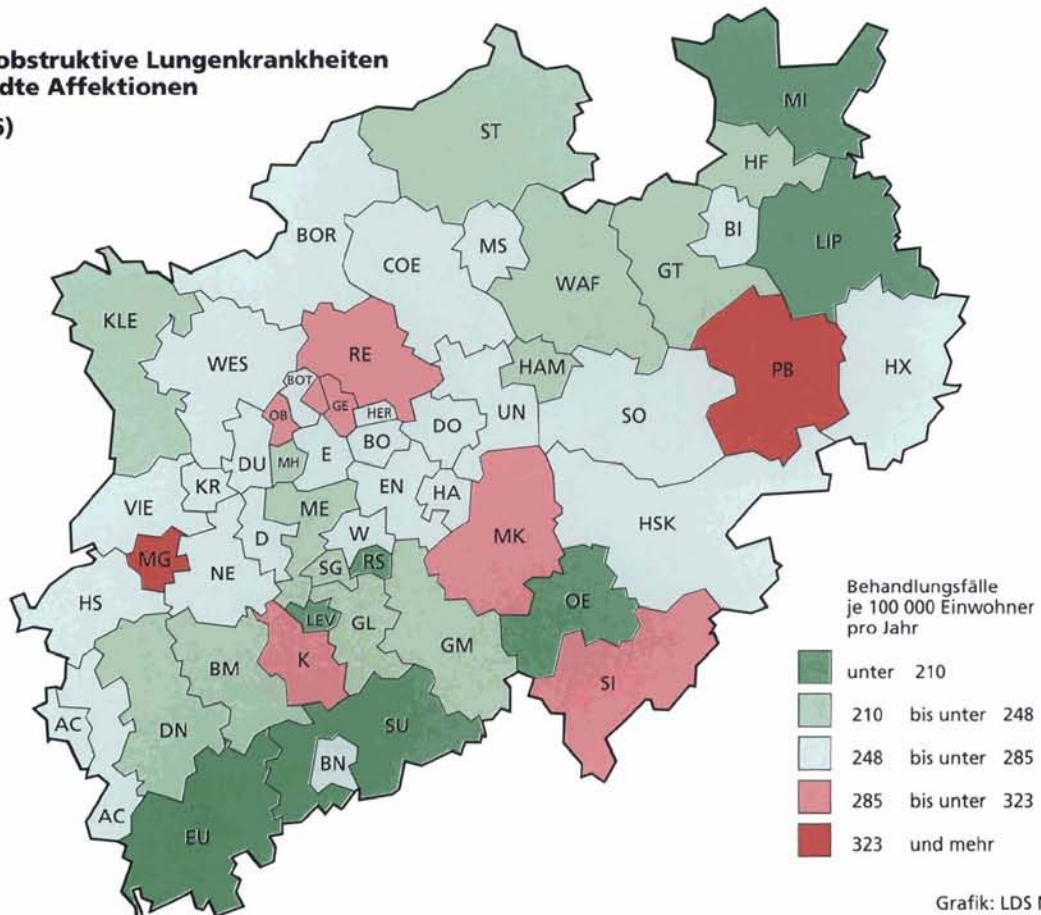 obstruktive Lungenkrankheiten
dte Affektionen
5)
MI
ST
HF
BOR
MS
BI
LIP
COE
WAF
GT
KLE
RE
WES
HAM
PB
HX
BOT
GE
OB
HER
UN
SO
DO
BO
E
DU
MH
EN
KR
HA
VIE
ME
HSK
W
D
MK
MG
RS
SG
NE
OE
HS
LEV
GL
K
GM
BM
SI
AC
DN
SU
BN
AC
EU
Behandlungsfälle
je 100 000 Einwohner
pro Jahr
unter 210
210 bis unter 248
248 bis unter 285
285 bis unter 323
323 und mehr
Grafik: LDS